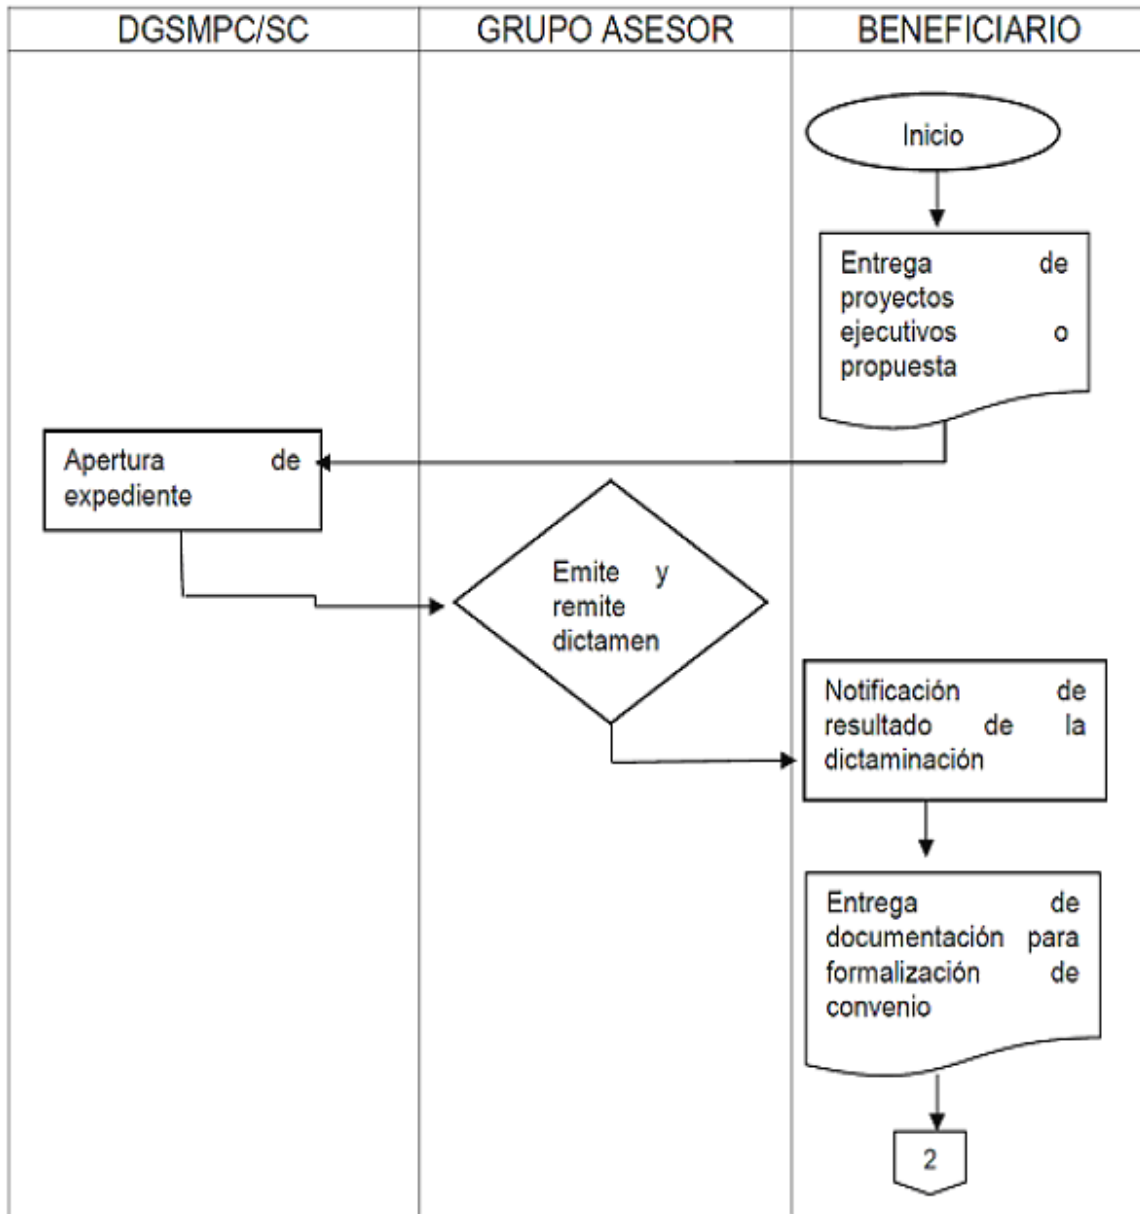 DGSMPC/SC
GRUPO ASESOR
BENEFICIARIO
Inicio
Entrega de
proyectos
ejecutivos o
propuesta
Apertura de
expediente
Emite y
remite
dictamen
Notificación de
resultado de la
dictaminación
Entrega de
documentación para
formalización de
convenio
2